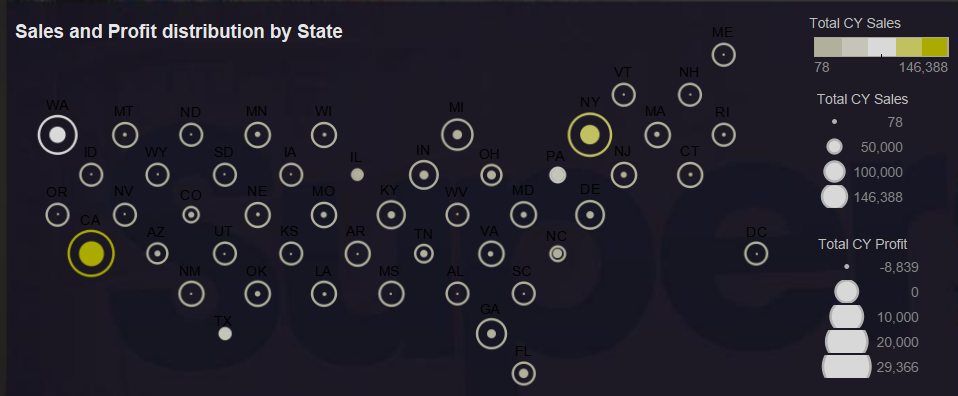 Sales and Profit distribution by State
ME
VT NH
WA MT ND MN WI MI NY MA RI
ID WY SD IA IL IN OH PA NJ CT
OR NV CO NE MO KY WV MD DE
CA AZ UT KS AR TN VA NC DC
NM OK LA MS AL SC
TX GA
FL
Total CY Sales
78 146,388
Total CY Sales
78
50,000
100,000
146,388
Total CY Profit
-8,839
0
10,000
20,000
29,366
Super